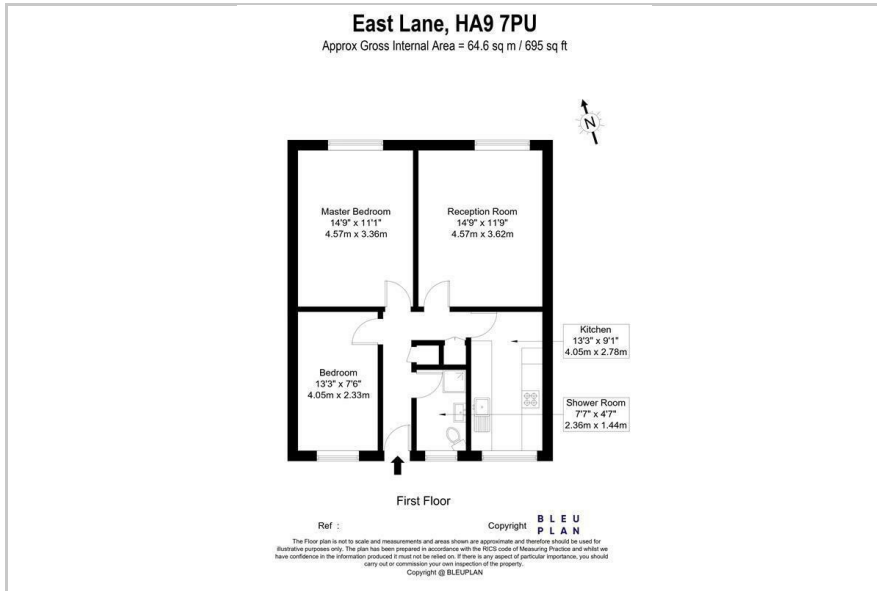 East Lane, HA9 7PU
Approx Gross Internal Area = 64.6 sq m / 695 sq ft
N
Master Bedroom
14'9" x 11'1"
4.57m x 3.36m
Reception Room
14'9" x 11'9"
4.57m x 3.62m
Kitchen
13'3" x 9'1"
4.05m x 2.78m
Bedroom
13'3" x 7'6"
4.05m x 2.33m
Shower Room
7'7" x 4'7"
2.36m x 1.44m
First Floor
Ref :
Copyright
BLEU
PLAN
The Floor plan is not to scale and measurements and areas shown are approximate and therefore should be used for
illustrative purposes only. The plan has been prepared in accordance with the RICS code of Measuring Practice and whilst we
have confidence in the information produced it must not be relied on. If there is any aspect of particular importance, you should
carry out or commission your own inspection of the property.
Copyright @ BLEUPLAN